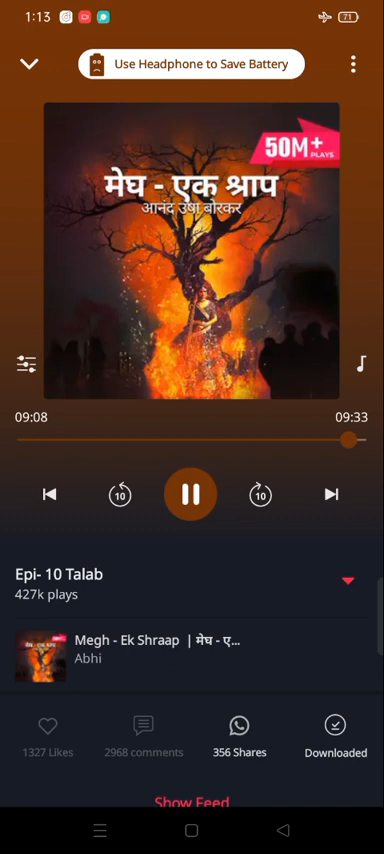 1:13
71
Use Headphone to Save Battery
50M+
PLAYS
मेघ - एक श्राप
आनंद उषा बोरकर
09:08
09:33
10
10
Epi- 10 Talab
427k plays
Megh - Ek Shraap | मेघ - ए...
Abhi
1327 Likes
2968 comments
356 Shares
Downloaded
Show Feed